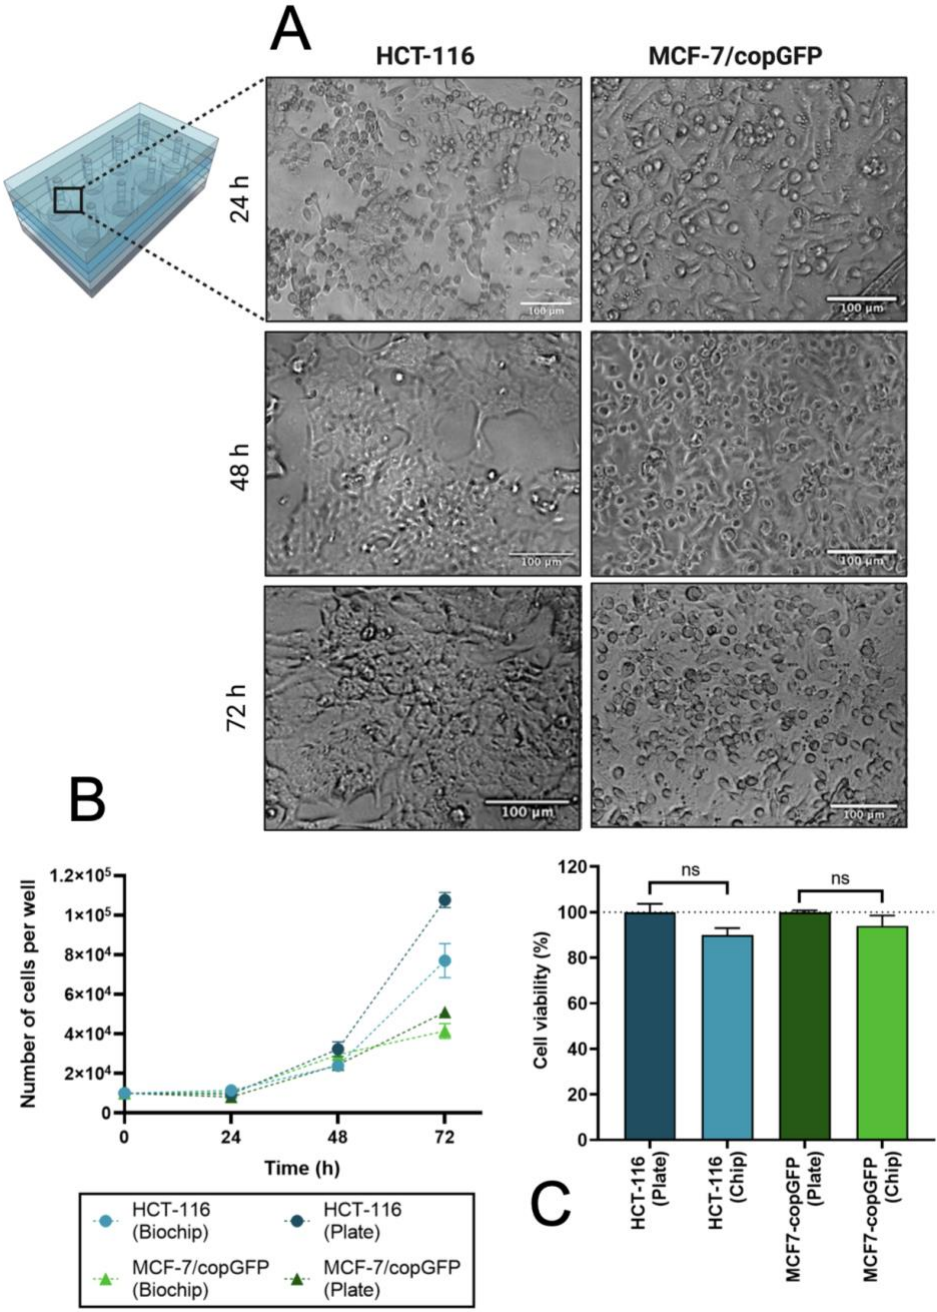 A
HCT-116
MCF-7/copGFP
24 h
100 µm
100 µm
48 h
100 µm
100 µm
72 h
100 µm
100 µm
B
Number of cells per well
1.2×10⁵
1×10⁵
8×10⁴
6×10⁴
4×10⁴
2×10⁴
0
0
24
48
72
Time (h)
HCT-116
(Biochip)
HCT-116
(Plate)
MCF-7/copGFP
(Biochip)
MCF-7/copGFP
(Plate)
C
Cell viability (%)
120
100
80
60
40
20
0
ns
ns
HCT-116
(Plate)
HCT-116
(Chip)
MCF7-copGFP
(Plate)
MCF7-copGFP
(Chip)